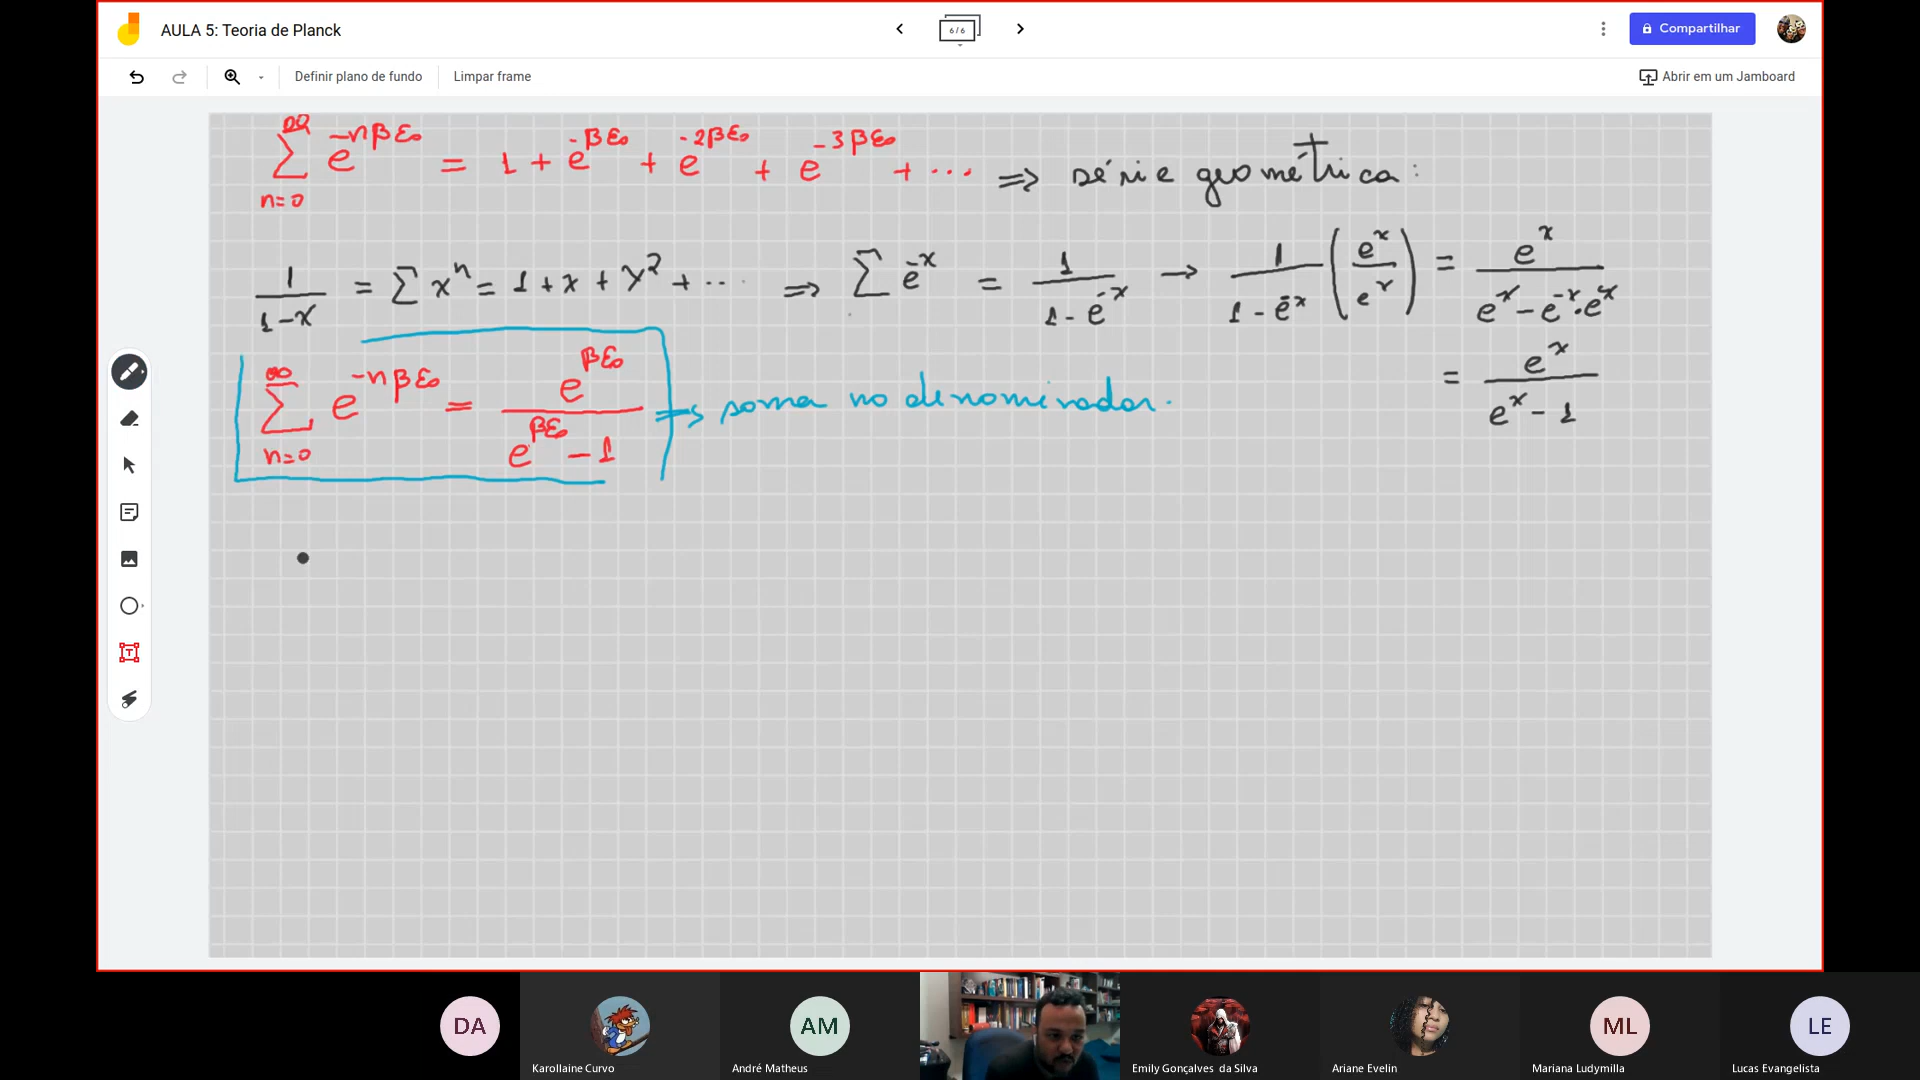 AULA 5: Teoria de Planck
6/6
Compartilhar
Definir plano de fundo
Limpar frame
Abrir em um Jamboard
∞ Σ n=0 e^{-nβε₀} = 1 + e^{-βε₀} + e^{-2βε₀} + e^{-3βε₀} + ... ⇒ série geométrica:
1/(1-x) = Σ x^n = 1 + x + x² + ... ⇒ Σ e^{-x} = 1/(1 - e^{-x}) → 1/(1 - e^{-x}) (e^x/e^x) = e^x/(e^x - e^{-x}·e^x)
= e^x/(e^x - 1)
∞ Σ n=0 e^{-nβε₀} = e^{βε₀}/(e^{βε₀} - 1) ⇒ soma no denominador.
DA
Karollaine Curvo
AM
André Matheus
Emily Gonçalves da Silva
Ariane Evelin
ML
Mariana Ludymilla
LE
Lucas Evangelista